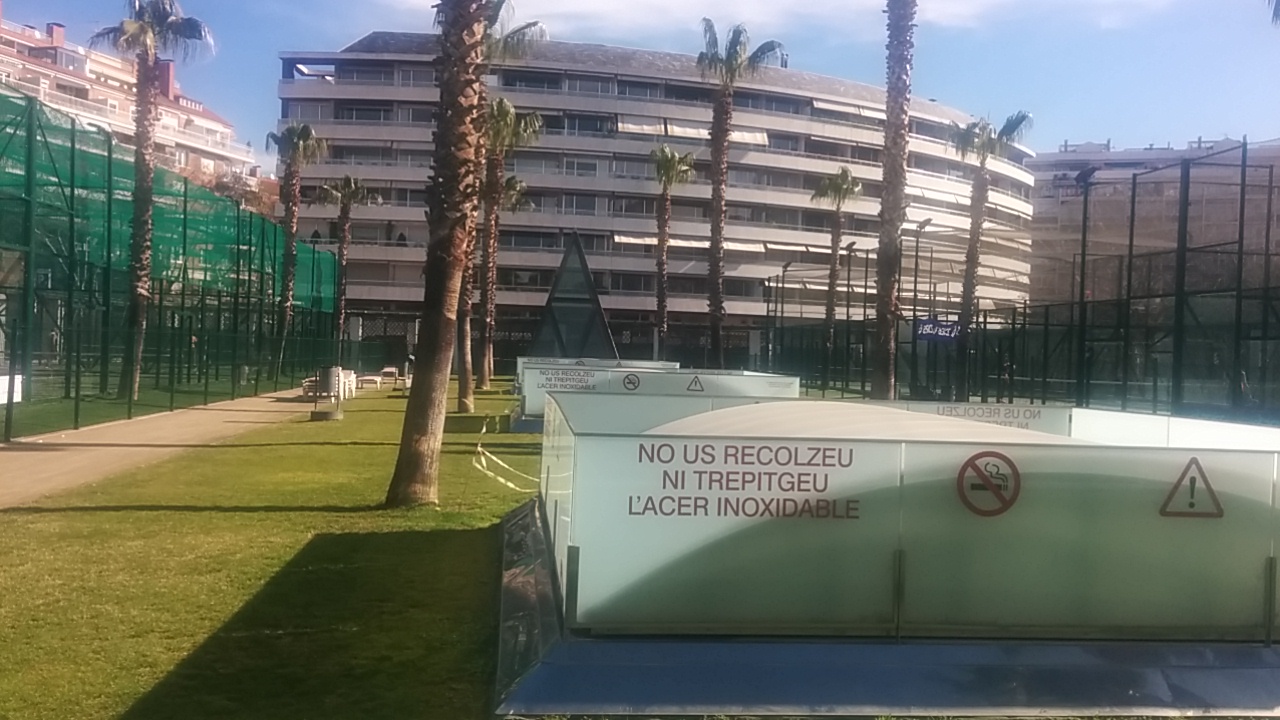 NO US RECOLZEU
NI TREPITGEU
L'ACER INOXIDABLE
NO US RECOLZEU
NI TREPITGEU
L'ACER INOXIDABLE
NO US RECOLZEU